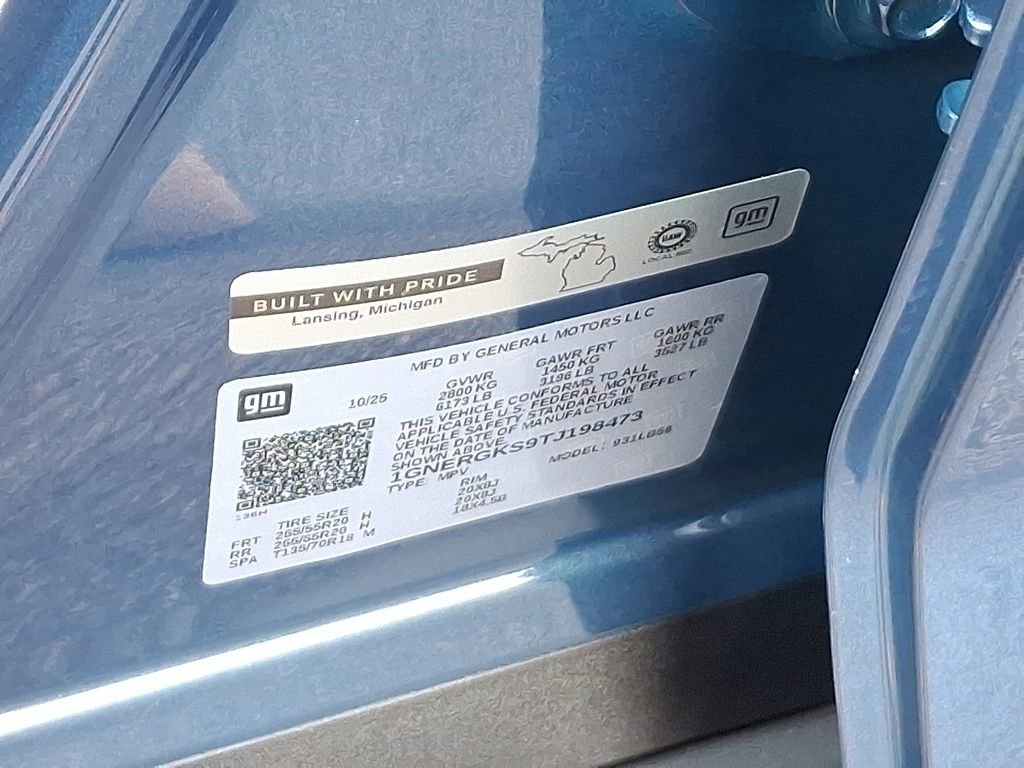 BUILT WITH PRIDE
Lansing, Michigan
UAW
gm
MFD BY GENERAL MOTORS LLC
gm
10/25
GVWR GAWR FRT GAWR RR
2800 KG 1450 KG 1600 KG
6173 LB 3196 LB 3527 LB
THIS VEHICLE CONFORMS TO ALL
APPLICABLE U.S. FEDERAL MOTOR
VEHICLE SAFETY STANDARDS IN EFFECT
ON THE DATE OF MANUFACTURE
SHOWN ABOVE.
1GNERGKS9TJ198473
TYPE: MPV MODEL:
TIRE SIZE RIM
FRT 255/55R20 H 20X8J
RR 255/55R20 H 20X8J
SPA T135/70R18 M 18X4.5B